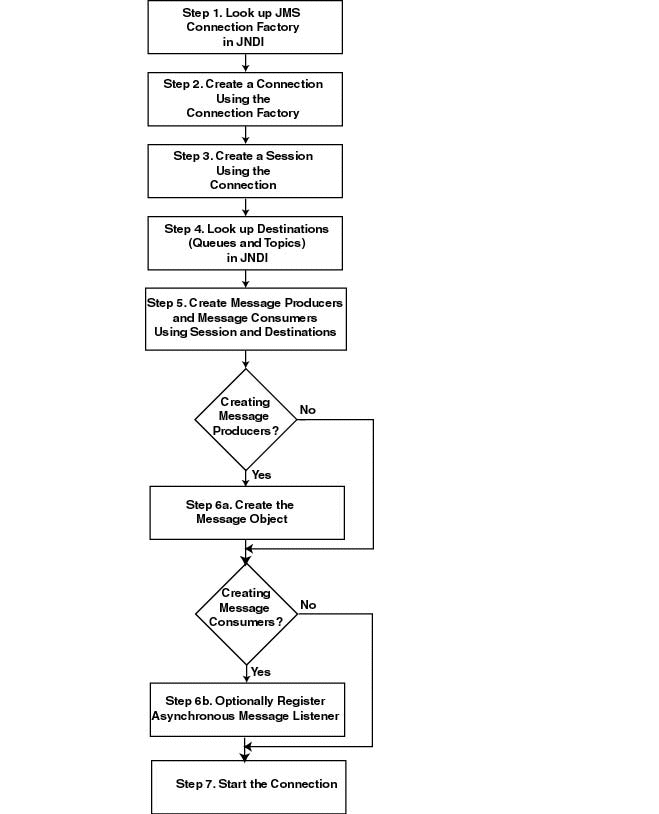 Step 1. Look up JMS
Connection Factory
in JNDI
Step 2. Create a Connection
Using the
Connection Factory
Step 3. Create a Session
Using the
Connection
Step 4. Look up Destinations
(Queues and Topics)
in JNDI
Step 5. Create Message Producers
and Message Consumers
Using Session and Destinations
Creating
Message
Producers?
No
Yes
Step 6a. Create the
Message Object
Creating
Message
Consumers?
No
Yes
Step 6b. Optionally Register
Asynchronous Message Listener
Step 7. Start the Connection